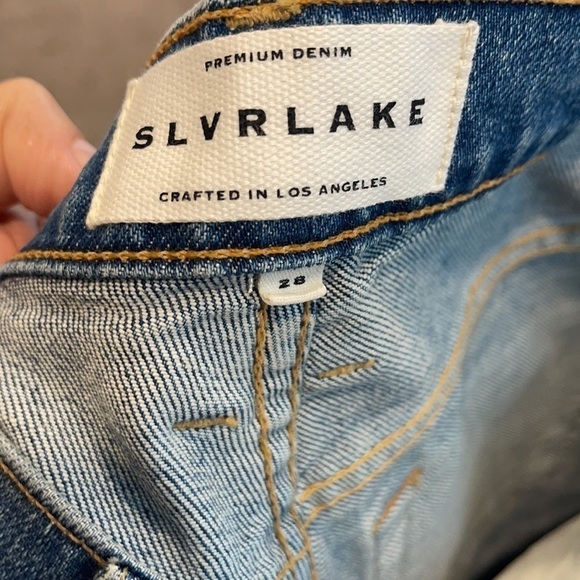 PREMIUM DENIM
SLVRLAKE
CRAFTED IN LOS ANGELES
28